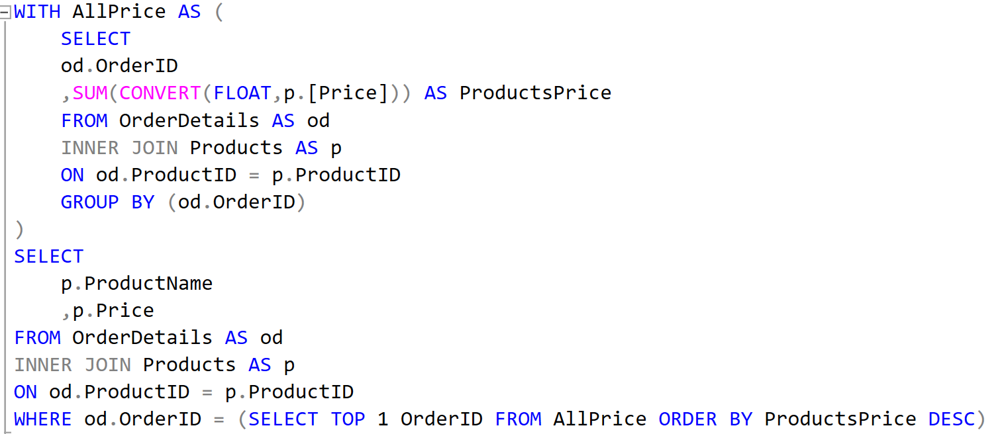 WITH AllPrice AS (
    SELECT
    od.OrderID
    ,SUM(CONVERT(FLOAT,p.[Price])) AS ProductsPrice
    FROM OrderDetails AS od
    INNER JOIN Products AS p
    ON od.ProductID = p.ProductID
    GROUP BY (od.OrderID)
)
SELECT
    p.ProductName
    ,p.Price
FROM OrderDetails AS od
INNER JOIN Products AS p
ON od.ProductID = p.ProductID
WHERE od.OrderID = (SELECT TOP 1 OrderID FROM AllPrice ORDER BY ProductsPrice DESC)